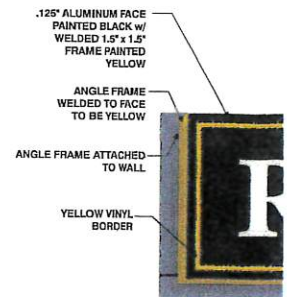 .125" ALUMINUM FACE
PAINTED BLACK w/
WELDED 1.5" x 1.5"
FRAME PAINTED
YELLOW
ANGLE FRAME
WELDED TO FACE
TO BE YELLOW
ANGLE FRAME ATTACHED
TO WALL
YELLOW VINYL
BORDER
R